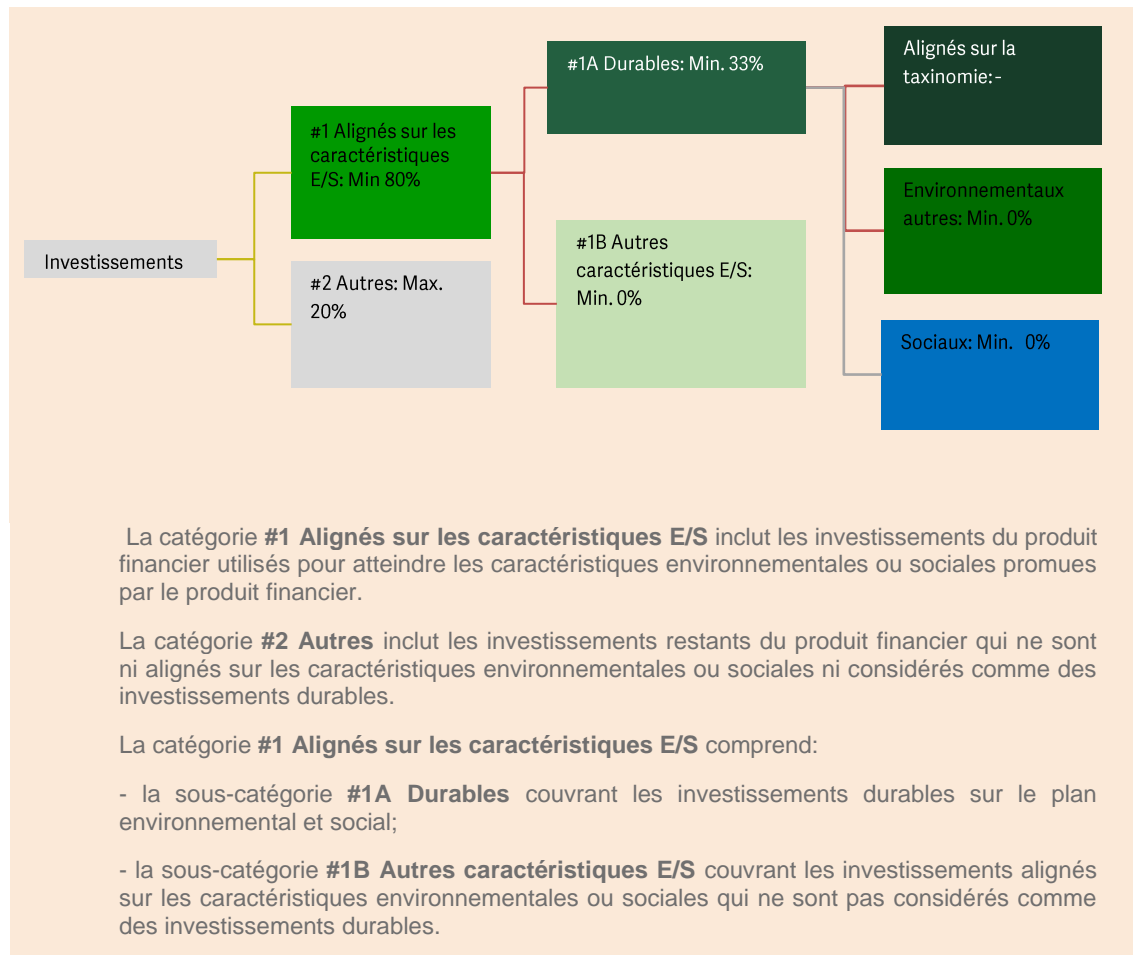 Investissements
#1 Alignés sur les
caractéristiques
E/S: Min 80%
#2 Autres: Max.
20%
#1A Durables: Min. 33%
#1B Autres
caractéristiques E/S:
Min. 0%
Alignés sur la
taxinomie:-
Environnementaux
autres: Min. 0%
Sociaux: Min. 0%
La catégorie #1 Alignés sur les caractéristiques E/S inclut les investissements du produit
financier utilisés pour atteindre les caractéristiques environnementales ou sociales promues
par le produit financier.
La catégorie #2 Autres inclut les investissements restants du produit financier qui ne sont
ni alignés sur les caractéristiques environnementales ou sociales ni considérés comme des
investissements durables.
La catégorie #1 Alignés sur les caractéristiques E/S comprend:
- la sous-catégorie #1A Durables couvrant les investissements durables sur le plan
environnemental et social;
- la sous-catégorie #1B Autres caractéristiques E/S couvrant les investissements alignés
sur les caractéristiques environnementales ou sociales qui ne sont pas considérés comme
des investissements durables.